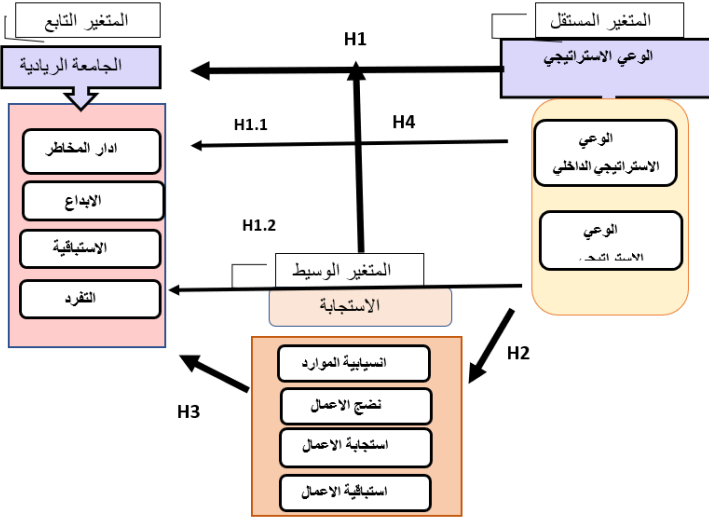 المتغير المستقل
المتغير التابع
الوعي الاستراتيجي
H1
الجامعة الريادية
الوعي
الاستراتيجي الداخلي
H4
H1.1
ادار المخاطر
الابداع
الوعي
الاستراتيجي
H1.2
الاستباقية
المتغير الوسيط
الاستجابة
التفرد
H2
انسيابية الموارد
نضج الاعمال
استجابة الاعمال
استباقية الاعمال
H3